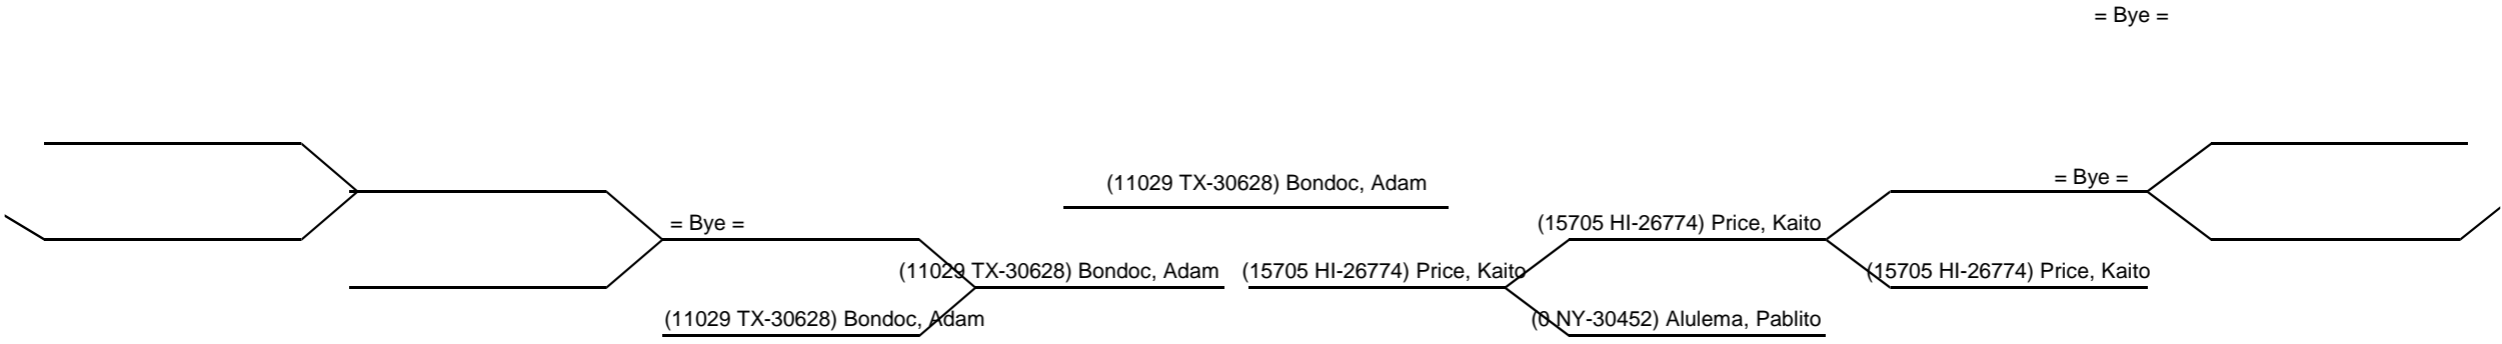 = Bye =
(11029 TX-30628) Bondoc, Adam
= Bye =
= Bye =
(15705 HI-26774) Price, Kaito
(11029 TX-30628) Bondoc, Adam
(15705 HI-26774) Price, Kaito
(15705 HI-26774) Price, Kaito
(11029 TX-30628) Bondoc, Adam
(0 NY-30452) Alulema, Pablito